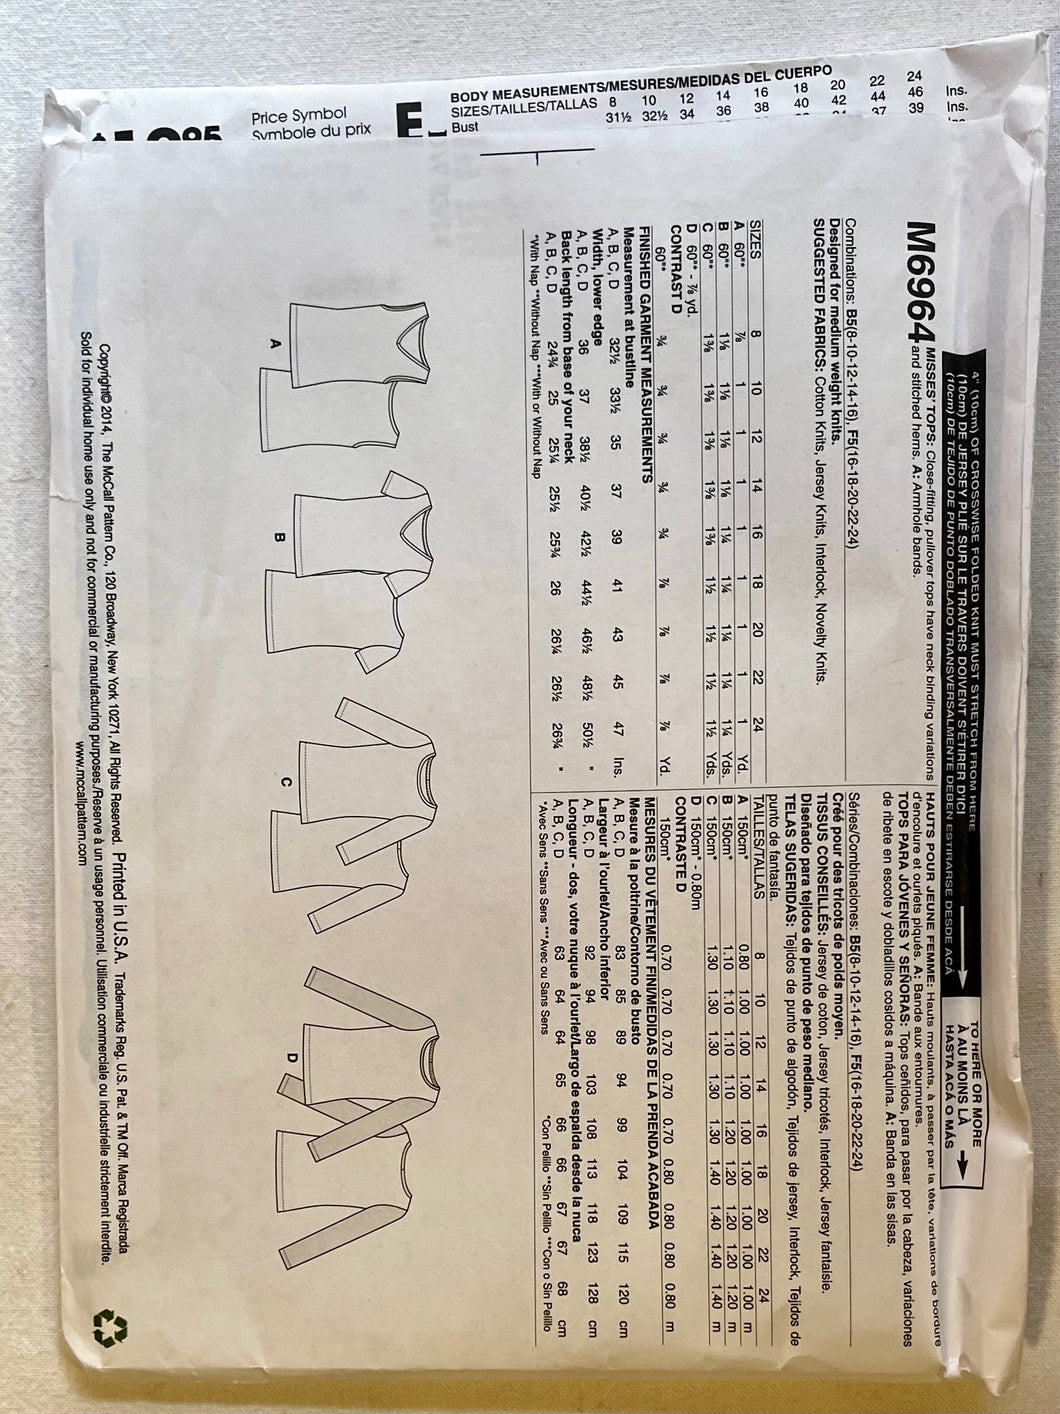 Price Symbol
Symbole du prix
E
BODY MEASUREMENTS/MESURES/MEDIDAS DEL CUERPO
SIZES/TAILLES/TALLAS 8 10 12 14 16 18 20 22 24 Ins.
Bust 31½ 32½ 34 36 38 40 42 44 46 Ins.
37 39
4" (10cm) OF CROSSWISE FOLDED KNIT MUST STRETCH FROM HERE
(10cm) DE JERSEY PLIÉ SUR LE TRAVERS DOIVENT S'ÉTIRER D'ICI
(10cm) DE TEJIDO DE PUNTO DOBLADO TRANSVERSALMENTE DEBEN ESTIRARSE DESDE ACÁ
TO HERE OR MORE
À AU MOINS LÀ
HASTA ACÁ O MÁS
M6964 MISSES' TOPS: Close-fitting, pullover tops have neck binding variations
and stitched hems. A: Armhole bands.
Combinations: B5(8-10-12-14-16), F5(16-18-20-22-24)
Designed for medium weight knits.
SUGGESTED FABRICS: Cotton Knits, Jersey Knits, Interlock, Novelty Knits.
SIZES 8 10 12 14 16 18 20 22 24
A 60"* ⅞ 1 1 1 1 1 1 1 1 Yd.
B 60"* 1⅛ 1⅛ 1⅛ 1⅛ 1¼ 1¼ 1¼ 1¼ 1¼ Yds.
C 60"* 1⅜ 1⅜ 1⅜ 1⅜ 1⅜ 1½ 1½ 1½ 1½ Yds.
D 60"* - ⅞ yd.
CONTRAST D
60"* ¾ ¾ ¾ ¾ ¾ ⅞ ⅞ ⅞ ⅞ Yd.
FINISHED GARMENT MEASUREMENTS
Measurement at bustline
A, B, C, D 32½ 33½ 35 37 39 41 43 45 47 Ins.
Width, lower edge
A, B, C, D 36 37 38½ 40½ 42½ 44½ 46½ 48½ 50½ "
Back length from base of your neck
A, B, C, D 24¾ 25 25¼ 25½ 25¾ 26 26¼ 26½ 26¾ "
*With Nap **Without Nap ***With or Without Nap
HAUTS POUR JEUNE FEMME: Hauts moulants, à passer par la tête, variations de bordure
d'encolure et ourlets piqués. A: Bande aux entournures.
TOPS PARA JÓVENES Y SEÑORAS: Tops ceñidos, para pasar por la cabeza, variaciones
de ribete en escote y dobladillos cosidos a máquina. A: Banda en las sisas.
Séries/Combinaciones: B5(8-10-12-14-16), F5(16-18-20-22-24)
Créé pour des tricots de poids moyen.
TISSUS CONSEILLÉS: Jersey de coton, Jersey tricotés, Interlock, Jersey fantaisie.
Diseñado para tejidos de punto de peso mediano.
TELAS SUGERIDAS: Tejidos de punto de algodón, Tejidos de jersey, Interlock, Tejidos de
punto de fantasía.
TAILLES/TALLAS 8 10 12 14 16 18 20 22 24
A 150cm* 0.80 1.00 1.00 1.00 1.00 1.00 1.00 1.00 1.00 m
B 150cm* 1.10 1.10 1.10 1.10 1.20 1.20 1.20 1.20 1.20 m
C 150cm* 1.30 1.30 1.30 1.30 1.30 1.40 1.40 1.40 1.40 m
D 150cm* - 0.80m
CONTRASTE D
150cm* 0.70 0.70 0.70 0.70 0.70 0.80 0.80 0.80 0.80 m
MESURES DU VÊTEMENT FINI/MEDIDAS DE LA PRENDA ACABADA
Mesure à la poitrine/Contorno de busto
A, B, C, D 83 85 89 94 99 104 109 115 120 cm
Largeur à l'ourlet/Ancho inferior
A, B, C, D 92 94 98 103 108 113 118 123 128 cm
Longueur - dos, votre nuque à l'ourlet/Largo de espalda desde la nuca
A, B, C, D 63 64 64 65 66 66 67 67 68 cm
*Avec Sens **Sans Sens ***Avec ou Sans Sens *Con Pelillo **Sin Pelillo ***Con o Sin Pelillo
A
B
C
D
Copyright© 2014, The McCall Pattern Co., 120 Broadway, New York 10271, All Rights Reserved. Printed in U.S.A. Trademarks Reg. U.S. Pat. & TM Off. Marca Registrada
Sold for individual home use only and not for commercial or manufacturing purposes./Reserve à un usage personnel. Utilisation commerciale ou industrielle strictement interdite.
www.mccallpattern.com